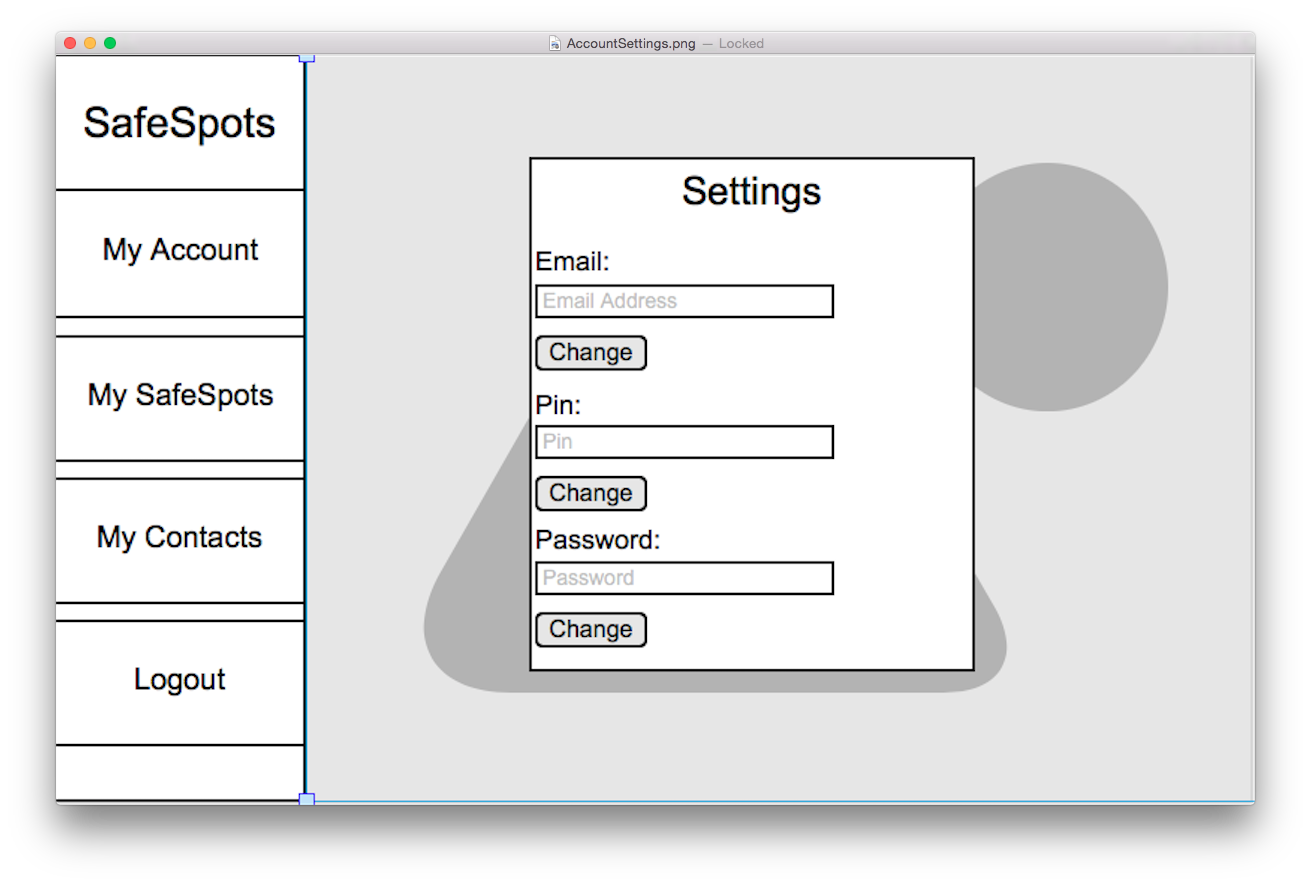 AccountSettings.png — Locked
SafeSpots
My Account
My SafeSpots
My Contacts
Logout
Settings
Email:
Email Address
Change
Pin:
Pin
Change
Password:
Password
Change